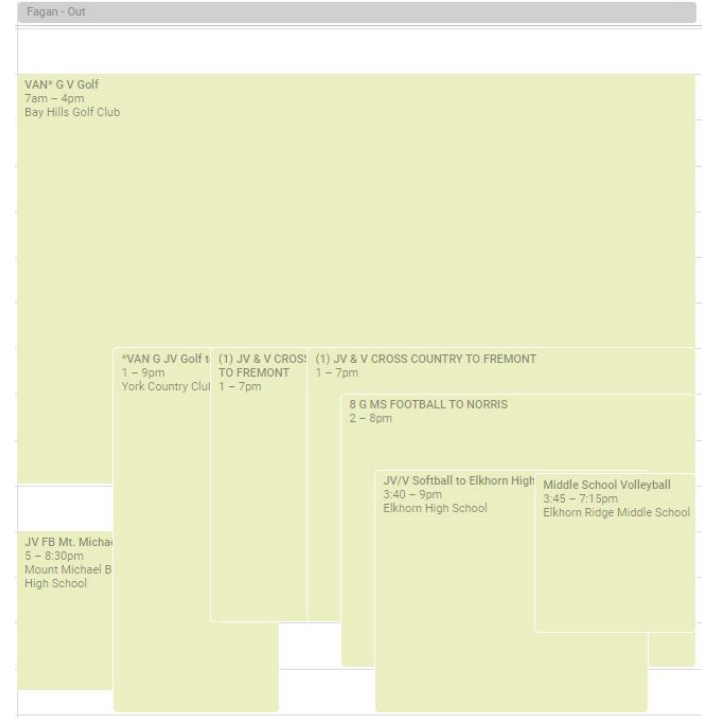 Fagan - Out
VAN* G V Golf
7am – 4pm
Bay Hills Golf Club
*VAN G JV Golf t
1 – 9pm
York Country Clul
(1) JV & V CROS
TO FREMONT
1 – 7pm
(1) JV & V CROSS COUNTRY TO FREMONT
1 – 7pm
8 G MS FOOTBALL TO NORRIS
2 – 8pm
JV/V Softball to Elkhorn High
3:40 – 9pm
Elkhorn High School
Middle School Volleyball
3:45 – 7:15pm
Elkhorn Ridge Middle School
JV FB Mt. Micha
5 – 8:30pm
Mount Michael B
High School